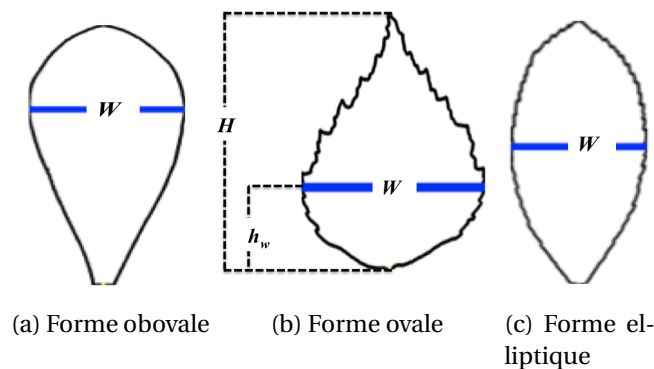 W
H
W
h_w
W
(a) Forme obovale
(b) Forme ovale
(c) Forme el-
liptique